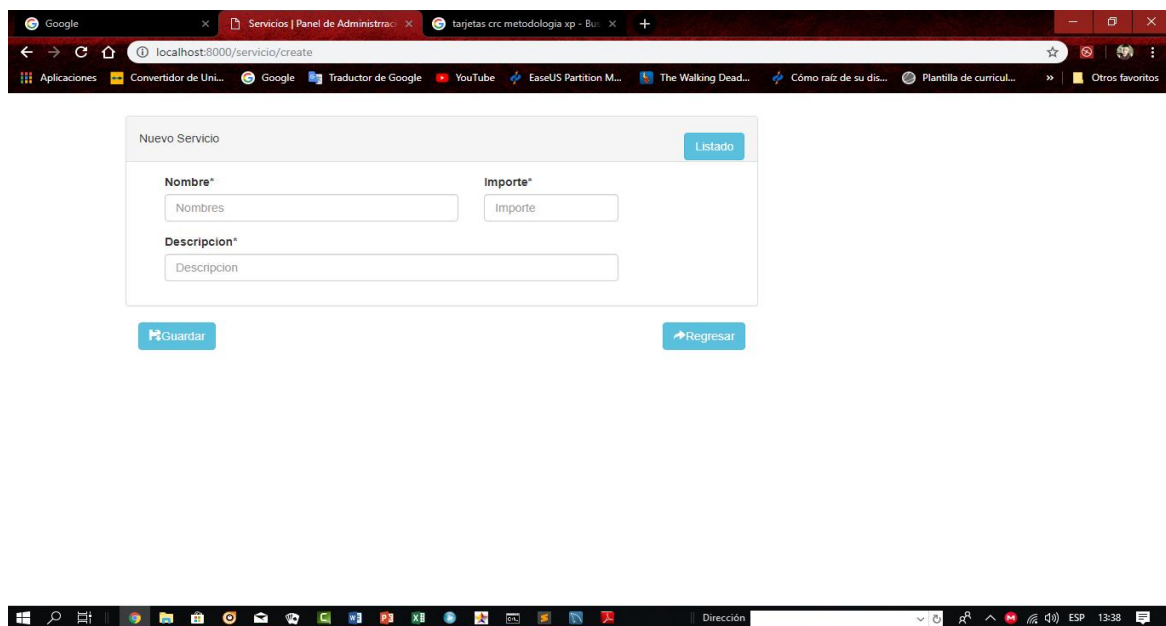 Google
Servicios | Panel de Administrrac
tarjetas crc metodologia xp - Bus
localhost:8000/servicio/create
Aplicaciones
Convertidor de Uni...
Google
Traductor de Google
YouTube
EaseUS Partition M...
The Walking Dead...
Cómo raíz de su dis...
Plantilla de curricul...
»
Otros favoritos
Nuevo Servicio
Listado
Nombre*
Importe*
Nombres
Importe
Descripcion*
Descripcion
Guardar
Regresar
Dirección
ESP
13:38